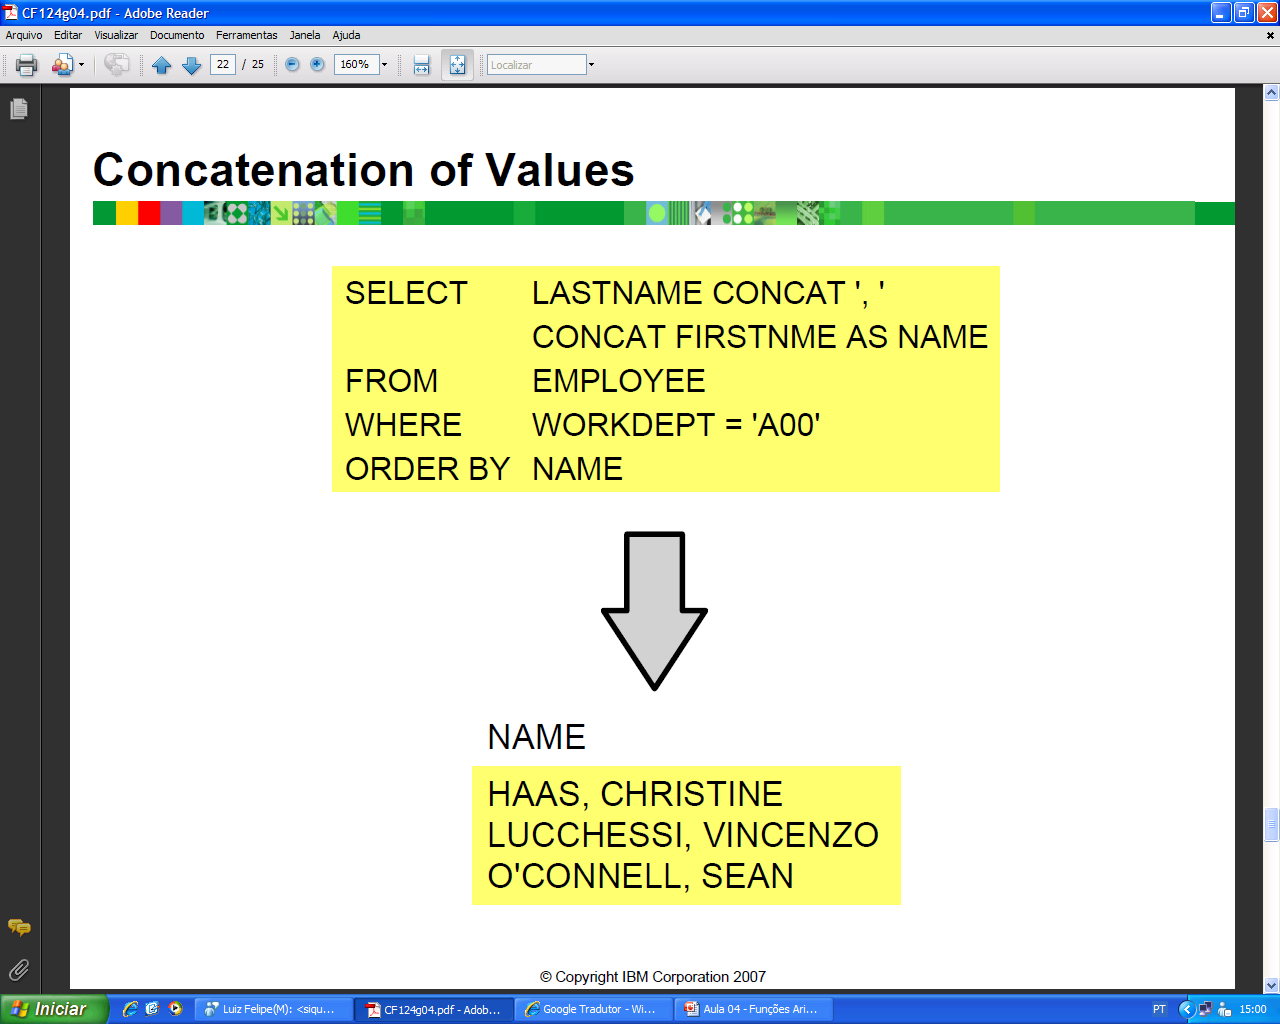 CF124g04.pdf - Adobe Reader
Arquivo Editar Visualizar Documento Ferramentas Janela Ajuda
22 / 25 160% Localizar
Concatenation of Values
SELECT LASTNAME CONCAT ', '
CONCAT FIRSTNME AS NAME
FROM EMPLOYEE
WHERE WORKDEPT = 'A00'
ORDER BY NAME
NAME
HAAS, CHRISTINE
LUCCHESSI, VINCENZO
O'CONNELL, SEAN
© Copyright IBM Corporation 2007
Iniciar Luiz Felipe(M): <siqu... CF124g04.pdf - Adob... Google Tradutor - Wi... Aula 04 - Funções Ari... PT 15:00